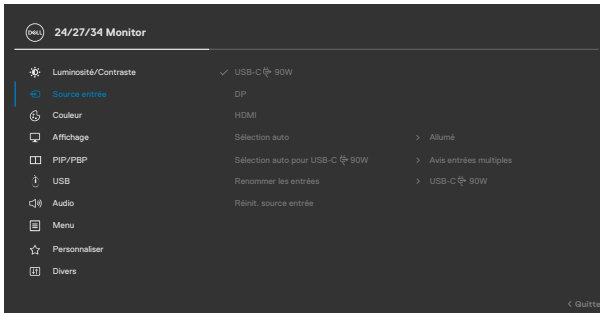 DELL 24/27/34 Monitor
Luminosité/Contraste USB-C 90W
Source entrée DP
Couleur HDMI
Affichage Sélection auto > Allumé
PIP/PBP Sélection auto pour USB-C 90W > Avis entrées multiples
USB Renommer les entrées > USB-C 90W
Audio Réinit. source entrée
Menu
Personnaliser
Divers
< Quitte